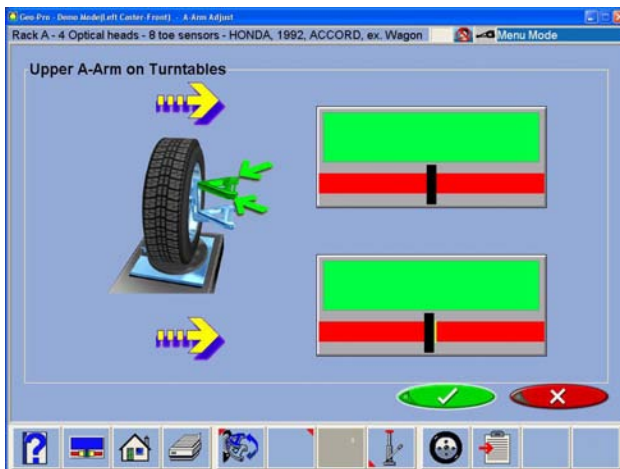 Geo-Pro - Demo Mode(Left Caster-Front) - A-Arm Adjust
Rack A - 4 Optical heads - 8 toe sensors - HONDA, 1992, ACCORD, ex. Wagon
Menu Mode
Upper A-Arm on Turntables